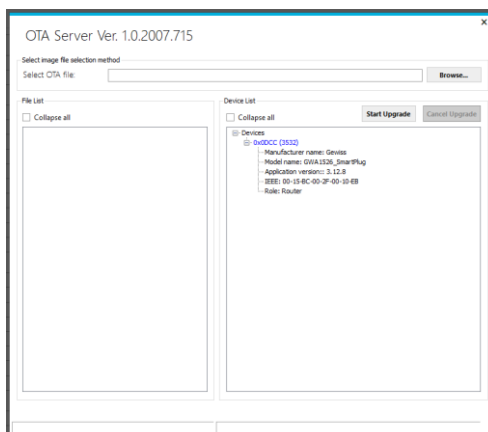 x
OTA Server Ver. 1.0.2007.715
Select image file selection method
Select OTA file:
Browse...
File List
Collapse all
Device List
Collapse all
Start Upgrade
Cancel Upgrade
Devices
0x0DCC (3532)
Manufacturer name: Gewiss
Model name: GWA1526_SmartPlug
Application version:: 3.12.8
IEEE: 00-15-BC-00-2F-00-10-EB
Role: Router